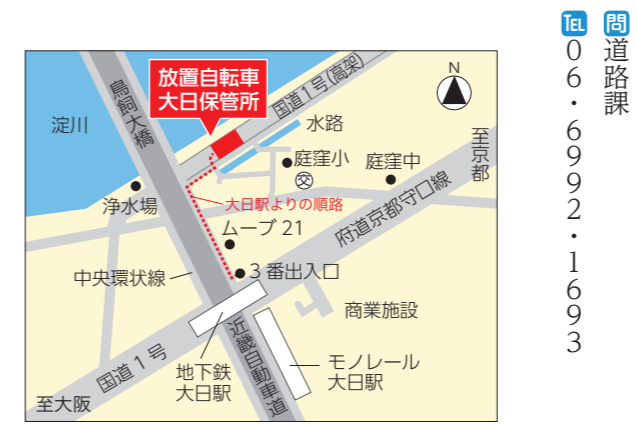 問道路課
TEL06・6992・1693
放置自転車
大日保管所
N
国道1号(高架)
鳥飼大橋
淀川
水路
至京都
庭窪小
庭窪中
交
浄水場
大日駅よりの順路
府道京都守口線
ムーブ21
3番出入口
中央環状線
商業施設
近畿自動車道
国道1号
地下鉄
大日駅
モノレール
大日駅
至大阪